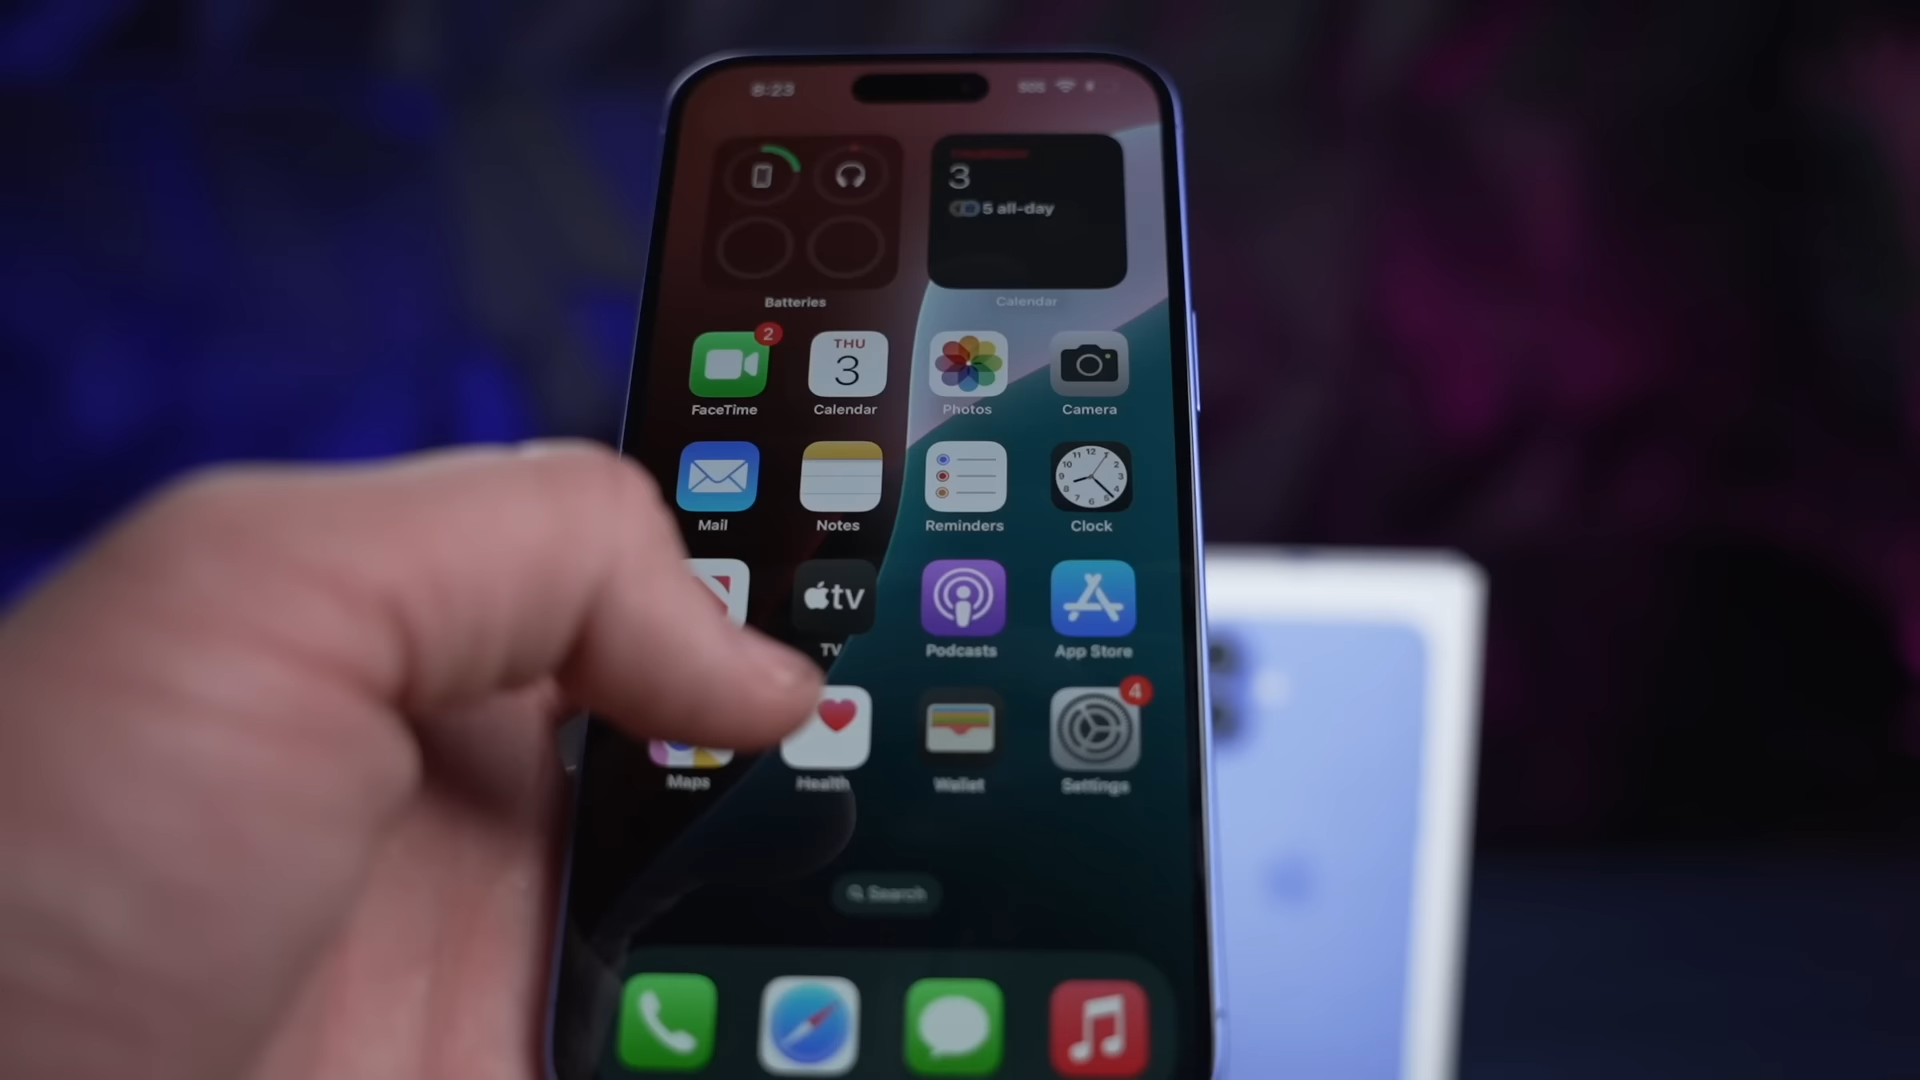 8:23
SOS
3
5 all-day
Batteries
Calendar
2
THU
3
FaceTime
Calendar
Photos
Camera
Mail
Notes
Reminders
Clock
tv
TV
Podcasts
App Store
4
Maps
Health
Wallet
Settings
Search